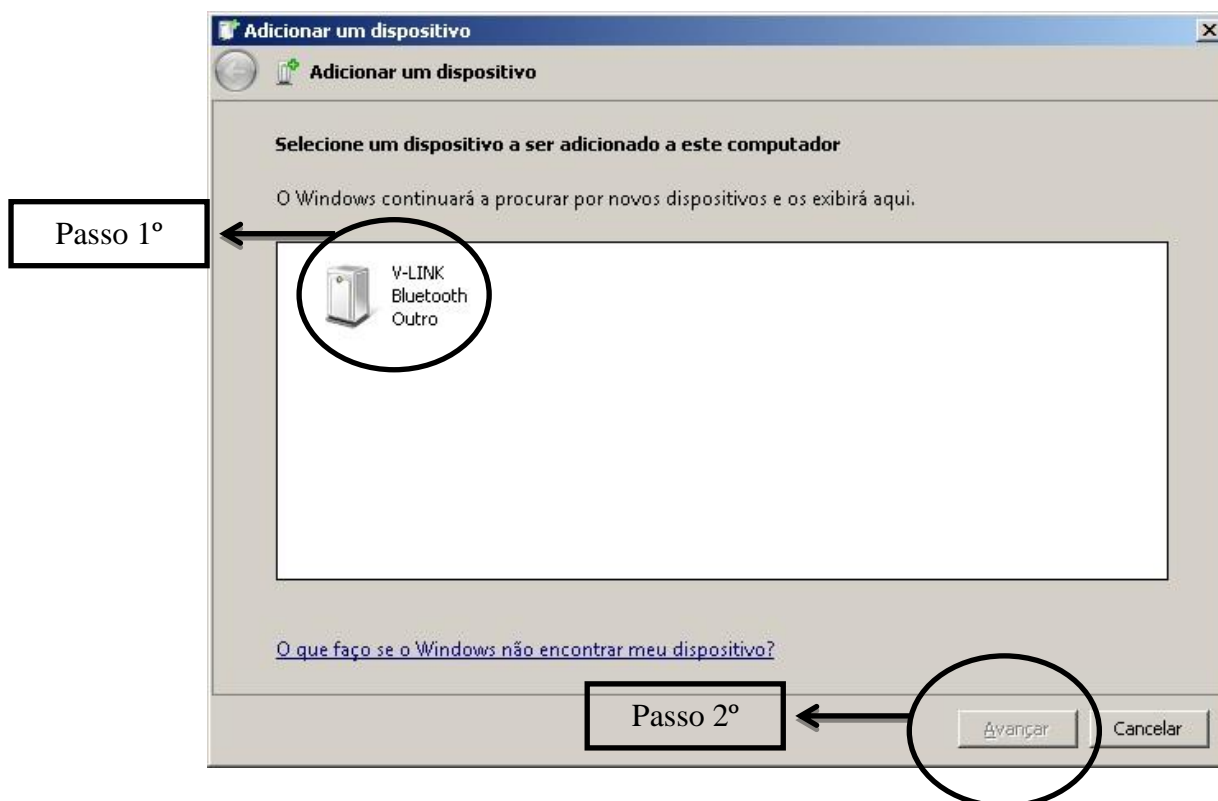 Adicionar um dispositivo
Adicionar um dispositivo
Selecione um dispositivo a ser adicionado a este computador
O Windows continuará a procurar por novos dispositivos e os exibirá aqui.
Passo 1º
V-LINK
Bluetooth
Outro
O que faço se o Windows não encontrar meu dispositivo?
Passo 2º
Avançar
Cancelar